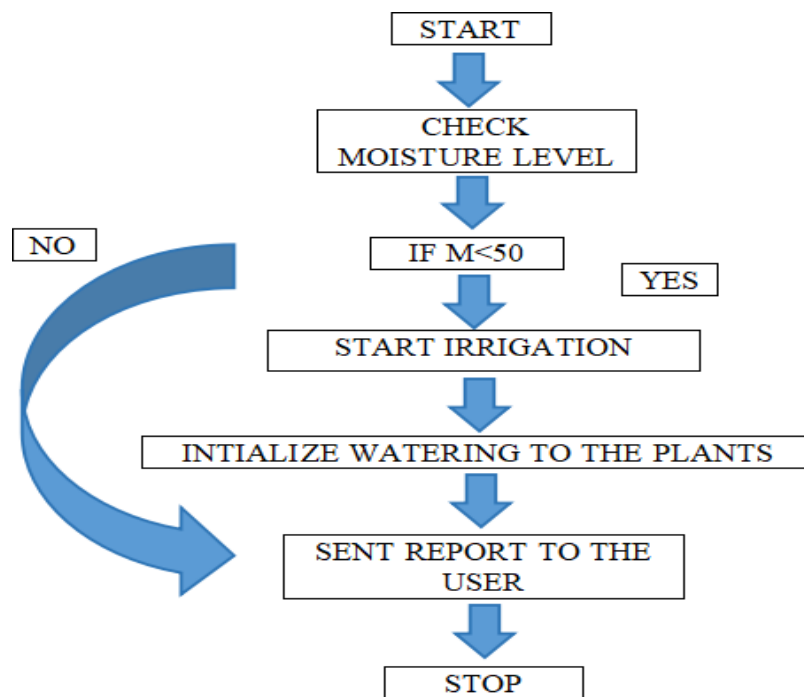 START
CHECK
MOISTURE LEVEL
NO
IF M<50
YES
START IRRIGATION
INTIALIZE WATERING TO THE PLANTS
SENT REPORT TO THE
USER
STOP